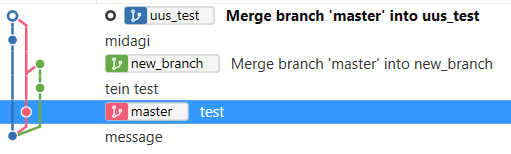 uus_test Merge branch 'master' into uus_test
midagi
new_branch Merge branch 'master' into new_branch
tein test
master test
message